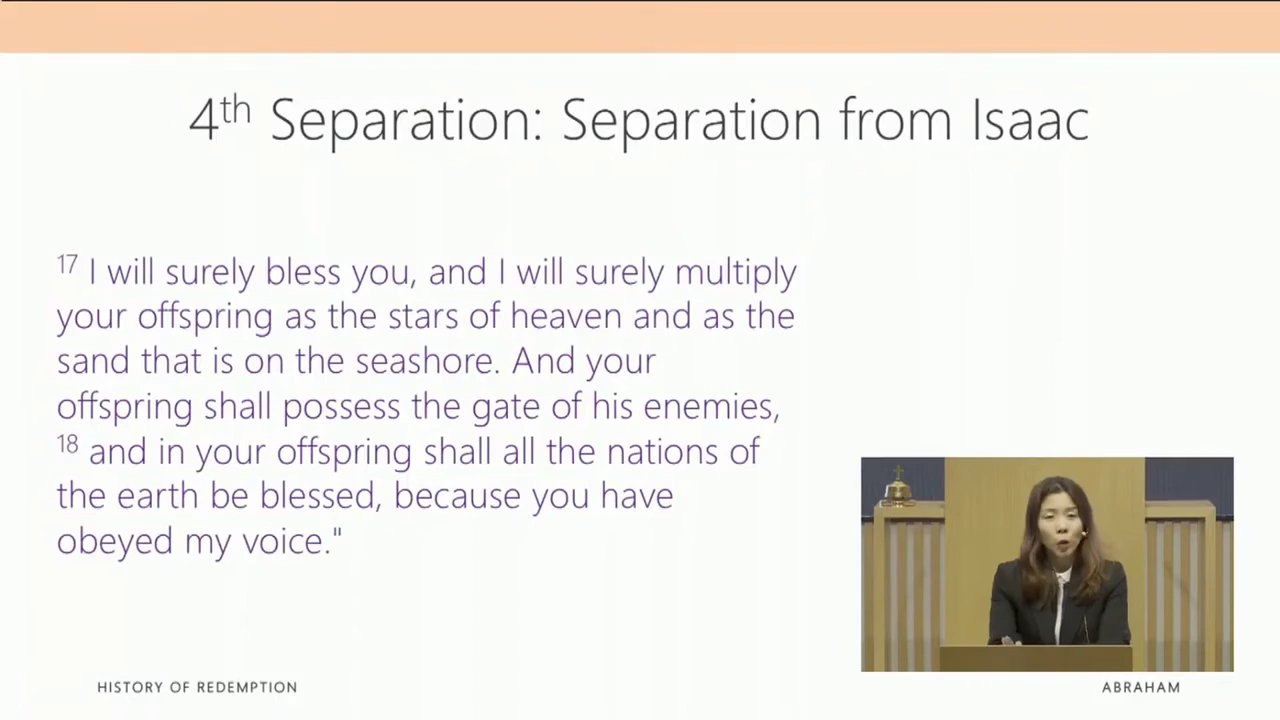 4th Separation: Separation from Isaac
17 I will surely bless you, and I will surely multiply
your offspring as the stars of heaven and as the
sand that is on the seashore. And your
offspring shall possess the gate of his enemies,
18 and in your offspring shall all the nations of
the earth be blessed, because you have
obeyed my voice."
HISTORY OF REDEMPTION
ABRAHAM